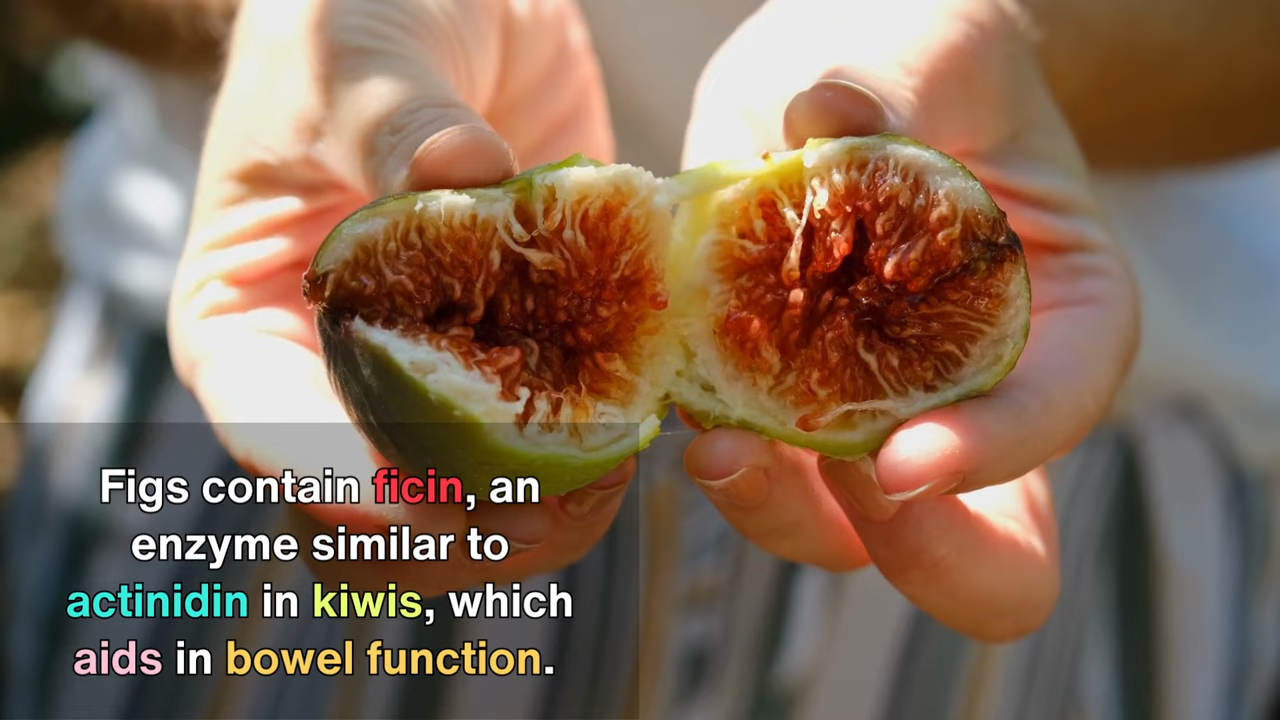 Figs contain ficin, an
enzyme similar to
actinidin in kiwis, which
aids in bowel function.